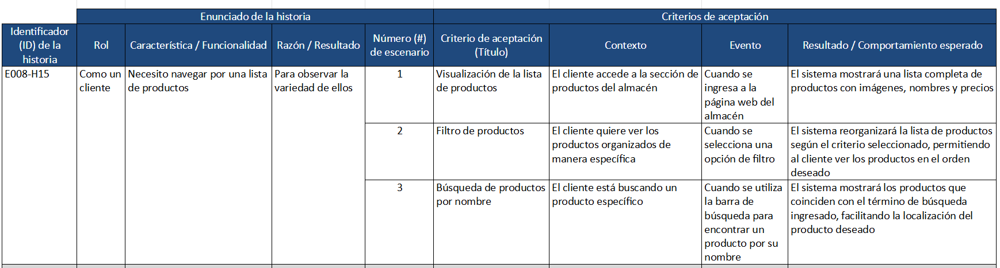 Enunciado de la historia
Criterios de aceptación
Identificador
(ID) de la
historia
Rol
Característica / Funcionalidad
Razón / Resultado
Número (#)
de escenario
Criterio de aceptación
(Título)
Contexto
Evento
Resultado / Comportamiento esperado
E008-H15
Como un
cliente
Necesito navegar por una lista
de productos
Para observar la
variedad de ellos
1
Visualización de la lista
de productos
El cliente accede a la sección de
productos del almacén
Cuando se
ingresa a la
página web del
almacén
El sistema mostrará una lista completa de
productos con imágenes, nombres y precios
2
Filtro de productos
El cliente quiere ver los
productos organizados de
manera específica
Cuando se
selecciona una
opción de filtro
El sistema reorganizará la lista de productos
según el criterio seleccionado, permitiendo
al cliente ver los productos en el orden
deseado
3
Búsqueda de productos
por nombre
El cliente está buscando un
producto específico
Cuando se utiliza
la barra de
búsqueda para
encontrar un
producto por su
nombre
El sistema mostrará los productos que
coinciden con el término de búsqueda
ingresado, facilitando la localización del
producto deseado